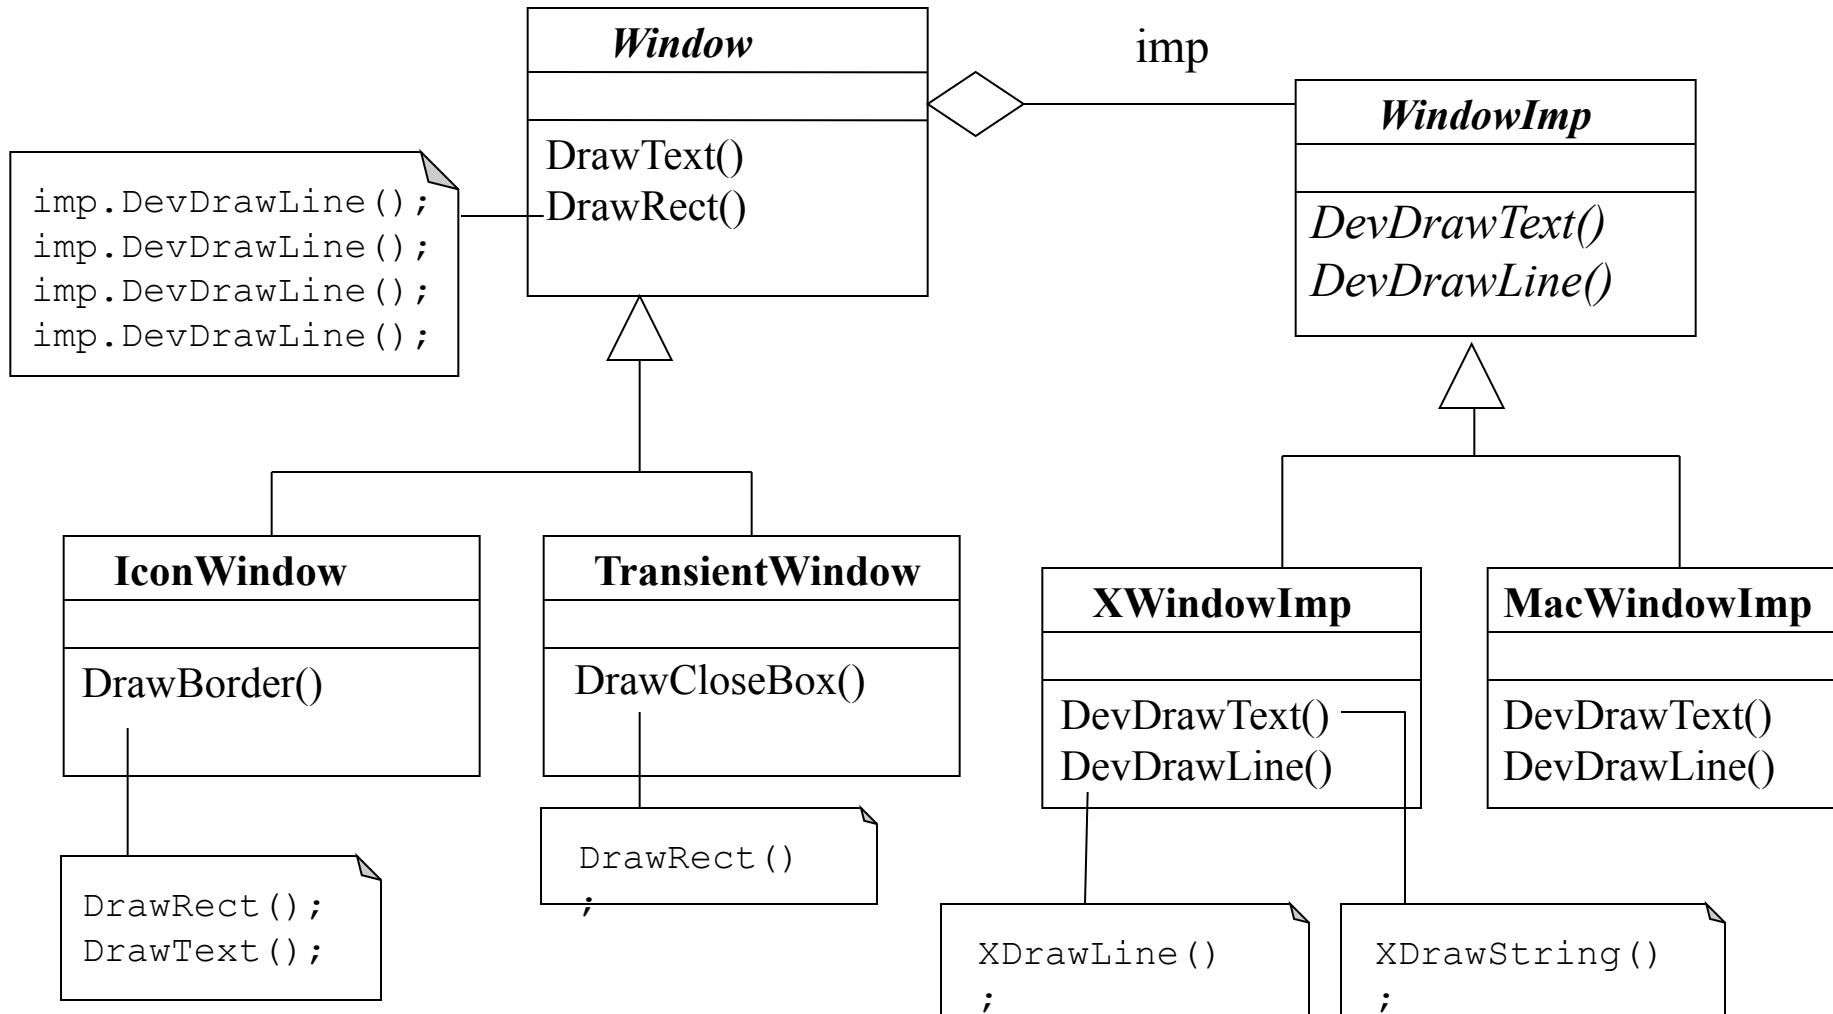 Window
imp
WindowImp
DrawText()
DrawRect()
imp.DevDrawLine();
imp.DevDrawLine();
imp.DevDrawLine();
imp.DevDrawLine();
DevDrawText()
DevDrawLine()
IconWindow
DrawBorder()
TransientWindow
DrawCloseBox()
XWindowImp
DevDrawText()
DevDrawLine()
MacWindowImp
DevDrawText()
DevDrawLine()
DrawRect();
DrawText();
DrawRect()
;
XDrawLine()
;
XDrawString()
;